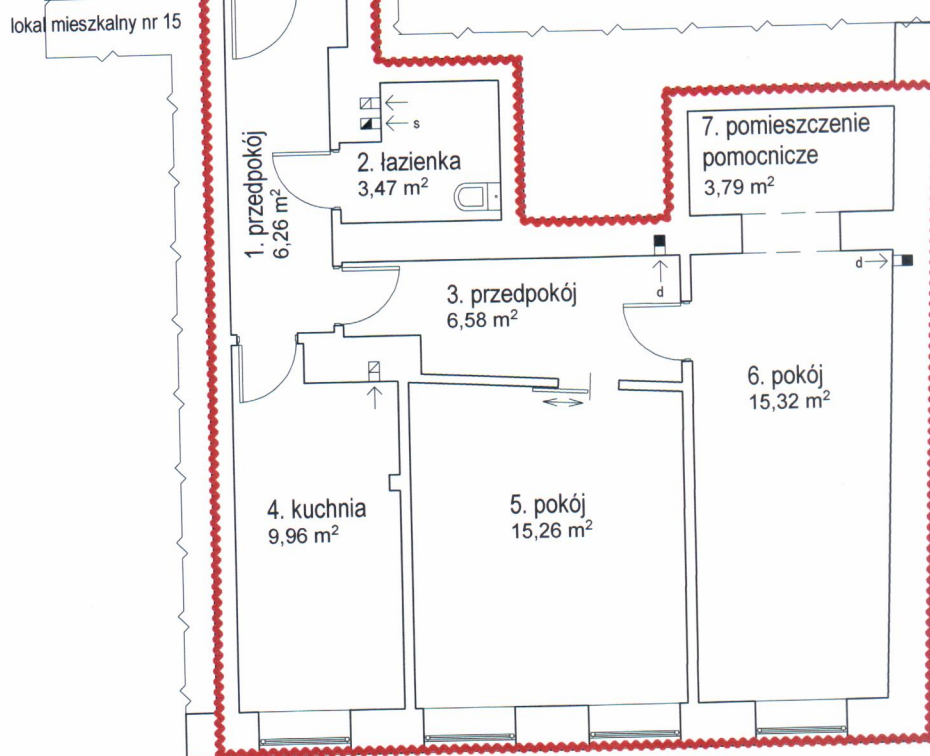 lokal mieszkalny nr 15
1. przedpokój
6,26 m²
s
2. łazienka
3,47 m²
7. pomieszczenie
pomocnicze
3,79 m²
3. przedpokój
6,58 m²
d
d
6. pokój
15,32 m²
4. kuchnia
9,96 m²
5. pokój
15,26 m²